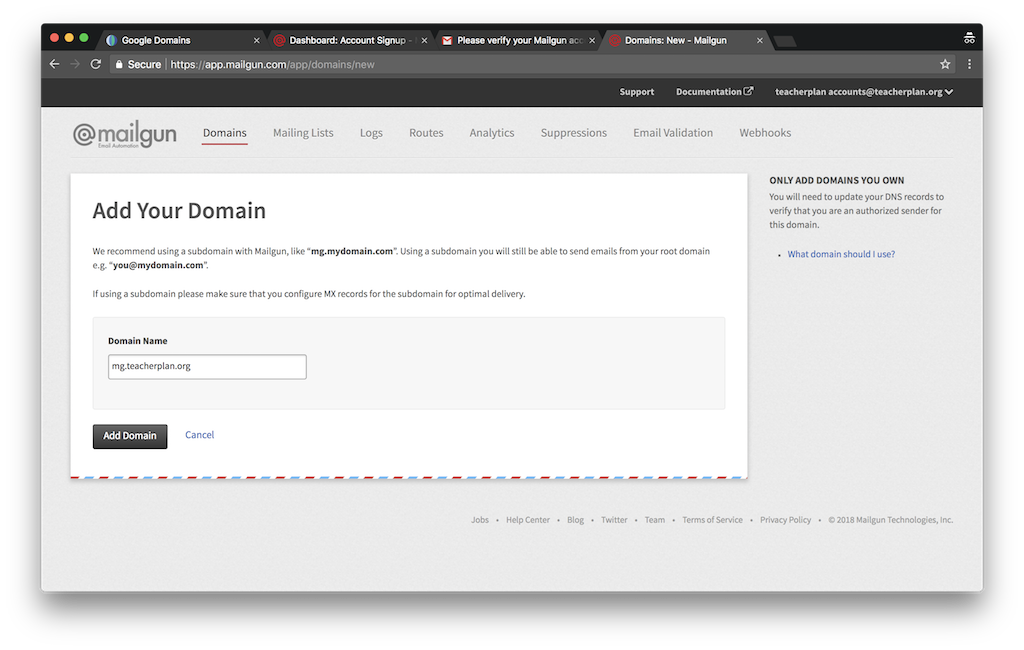 Google Domains
Dashboard: Account Signup -
Please verify your Mailgun acc
Domains: New - Mailgun
Secure https://app.mailgun.com/app/domains/new
Support
Documentation
teacherplan accounts@teacherplan.org
@mailgun
Email Automation
Domains
Mailing Lists
Logs
Routes
Analytics
Suppressions
Email Validation
Webhooks
Add Your Domain
We recommend using a subdomain with Mailgun, like “mg.mydomain.com”. Using a subdomain you will still be able to send emails from your root domain
e.g. “you@mydomain.com”.
If using a subdomain please make sure that you configure MX records for the subdomain for optimal delivery.
Domain Name
mg.teacherplan.org
Add Domain
Cancel
ONLY ADD DOMAINS YOU OWN
You will need to update your DNS records to
verify that you are an authorized sender for
this domain.
• What domain should I use?
Jobs • Help Center • Blog • Twitter • Team • Terms of Service • Privacy Policy • © 2018 Mailgun Technologies, Inc.